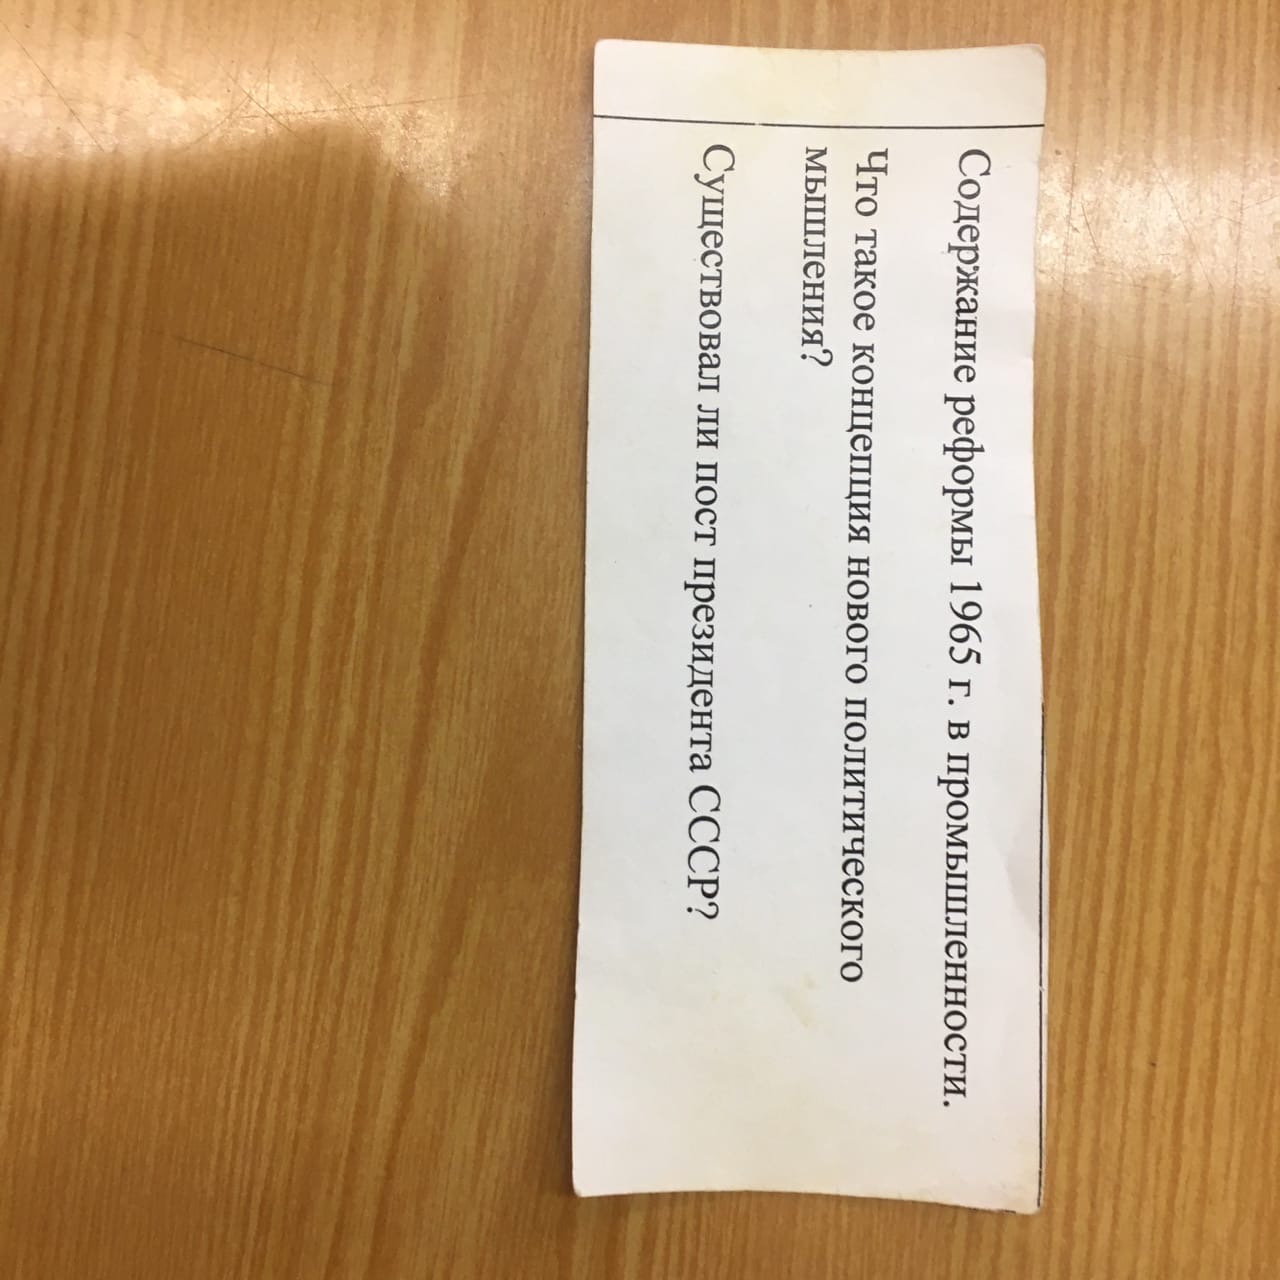 Содержание реформы 1965 г. в промышленности.
Что такое концепция нового политического
мышления?
Существовал ли пост президента СССР?